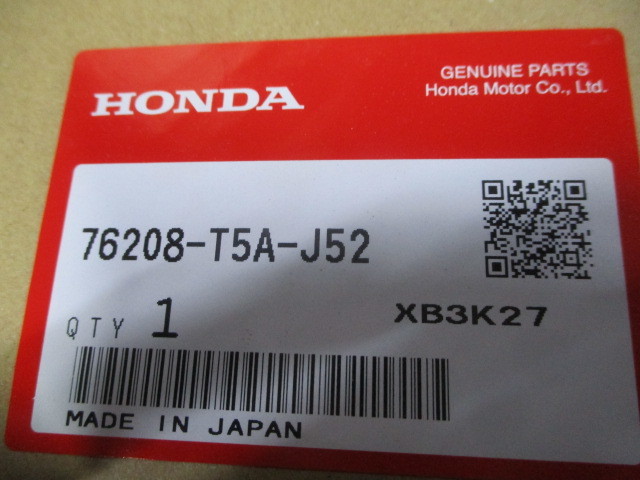 HONDA
GENUINE PARTS
Honda Motor Co., Ltd.
76208-T5A-J52
QTY 1
XB3K27
MADE IN JAPAN